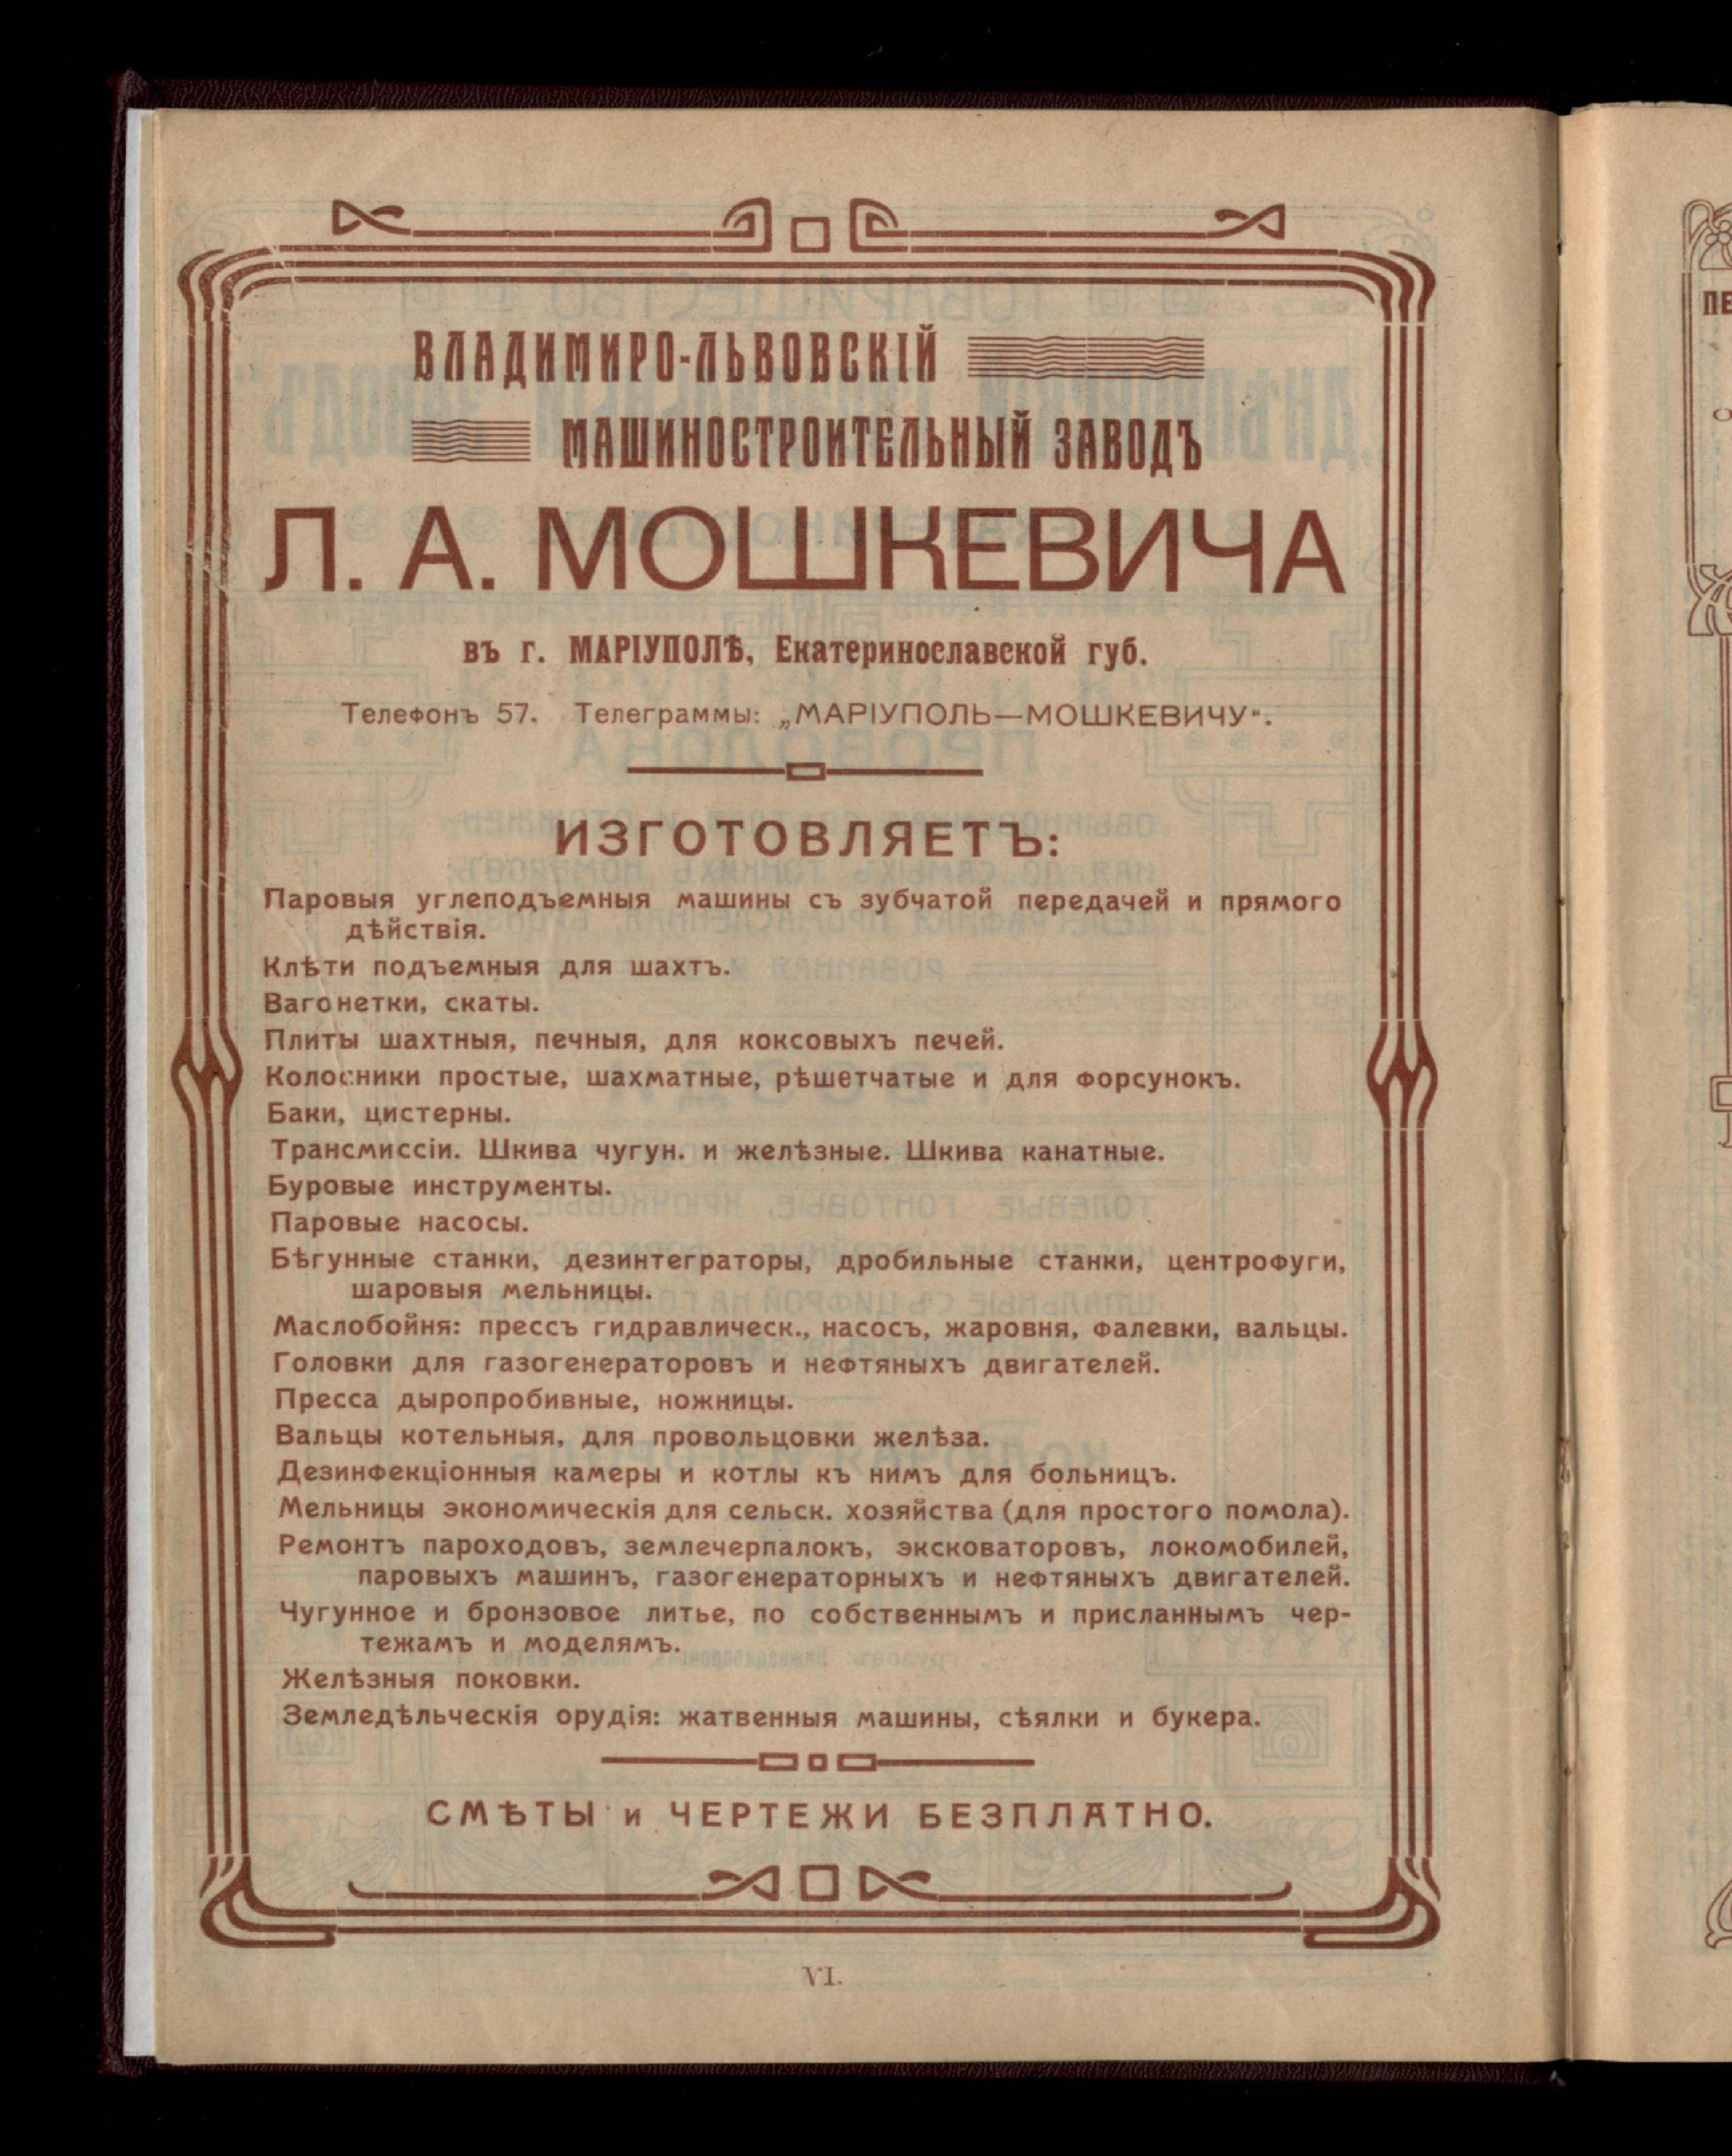 ВЛАДИМИРО-ЛЬВОВСКІЙ
МАШИНОСТРОИТЕЛЬНЫЙ ЗАВОДЪ
Л. А. МОШКЕВИЧА
въ г. МАРІУПОЛѢ, Екатеринославской губ.
Телефонъ 57. Телеграммы: „МАРІУПОЛЬ—МОШКЕВИЧУ“.
ИЗГОТОВЛЯЕТЪ:
Паровыя углеподъемныя машины съ зубчатой передачей и прямого
дѣйствія.
Клѣти подъемныя для шахтъ.
Вагонетки, скаты.
Плиты шахтныя, печныя, для коксовыхъ печей.
Колосники простые, шахматные, рѣшетчатые и для форсунокъ.
Баки, цистерны.
Трансмиссіи. Шкива чугун. и желѣзные. Шкива канатные.
Буровые инструменты.
Паровые насосы.
Бѣгунные станки, дезинтеграторы, дробильные станки, центрофуги,
шаровыя мельницы.
Маслобойня: прессъ гидравлическ., насосъ, жаровня, фалевки, вальцы.
Головки для газогенераторовъ и нефтяныхъ двигателей.
Пресса дыропробивные, ножницы.
Вальцы котельныя, для провольцовки желѣза.
Дезинфекціонныя камеры и котлы къ нимъ для больницъ.
Мельницы экономическія для сельск. хозяйства (для простого помола).
Ремонтъ пароходовъ, землечерпалокъ, эксковаторовъ, локомобилей,
паровыхъ машинъ, газогенераторныхъ и нефтяныхъ двигателей.
Чугунное и бронзовое литье, по собственнымъ и присланнымъ чер-
тежамъ и моделямъ.
Желѣзныя поковки.
Земледѣльческія орудія: жатвенныя машины, сѣялки и букера.
СМѢТЫ и ЧЕРТЕЖИ БЕЗПЛАТНО.
VI.